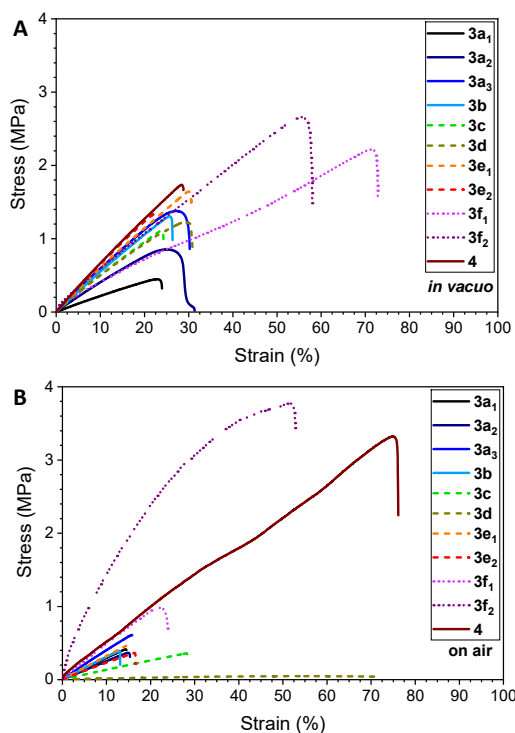 A
4
3
2
1
0
Stress (MPa)
0 10 20 30 40 50 60 70 80 90 100
Strain (%)
3a₁
3a₂
3a₃
3b
3c
3d
3e₁
3e₂
3f₁
3f₂
4
in vacuo
B
4
3
2
1
0
Stress (MPa)
0 10 20 30 40 50 60 70 80 90 100
Strain (%)
3a₁
3a₂
3a₃
3b
3c
3d
3e₁
3e₂
3f₁
3f₂
4
on air